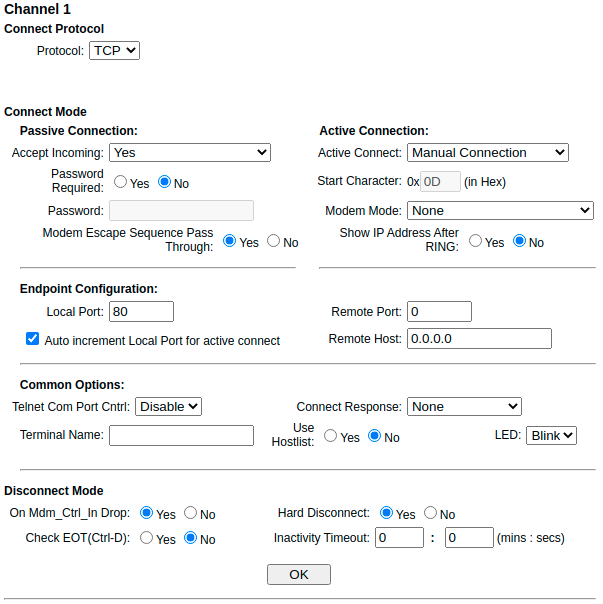 Channel 1
Connect Protocol
Protocol: TCP
Connect Mode
Passive Connection: Active Connection:
Accept Incoming: Yes Active Connect: Manual Connection
Password Required: Yes No Start Character: 0x 0D (in Hex)
Password: Modem Mode: None
Modem Escape Sequence Pass Through: Yes No Show IP Address After RING: Yes No
Endpoint Configuration:
Local Port: 80 Remote Port: 0
Auto increment Local Port for active connect Remote Host: 0.0.0.0
Common Options:
Telnet Com Port Cntrl: Disable Connect Response: None
Terminal Name: Use Hostlist: Yes No LED: Blink
Disconnect Mode
On Mdm_Ctrl_In Drop: Yes No Hard Disconnect: Yes No
Check EOT(Ctrl-D): Yes No Inactivity Timeout: 0 : 0 (mins : secs)
OK